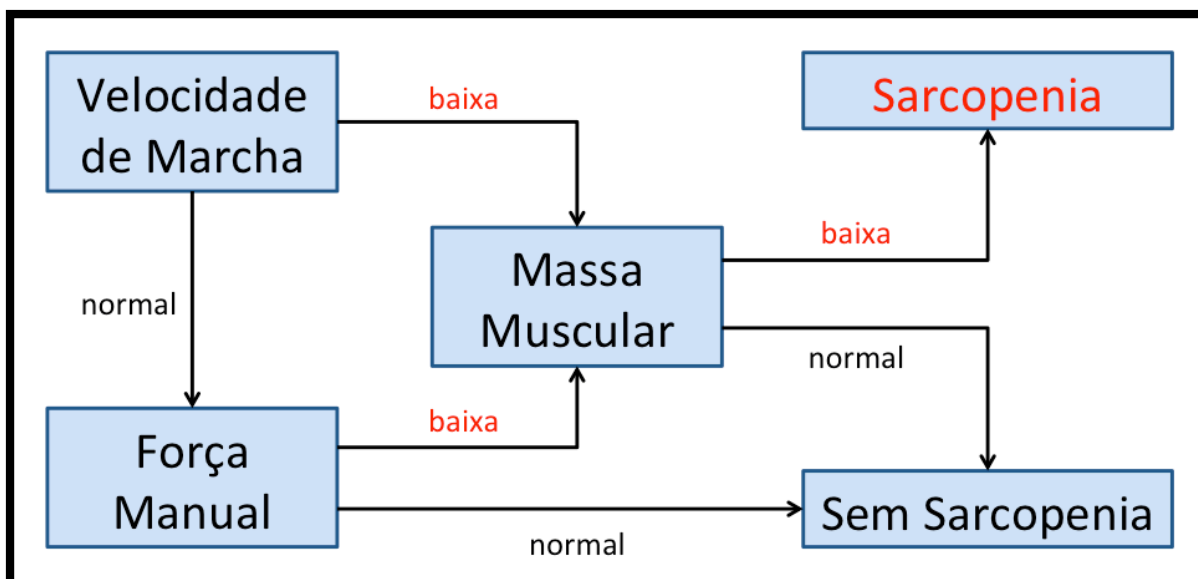 Velocidade
de Marcha
baixa
Sarcopenia
normal
Massa
Muscular
baixa
normal
Força
Manual
baixa
normal
Sem Sarcopenia